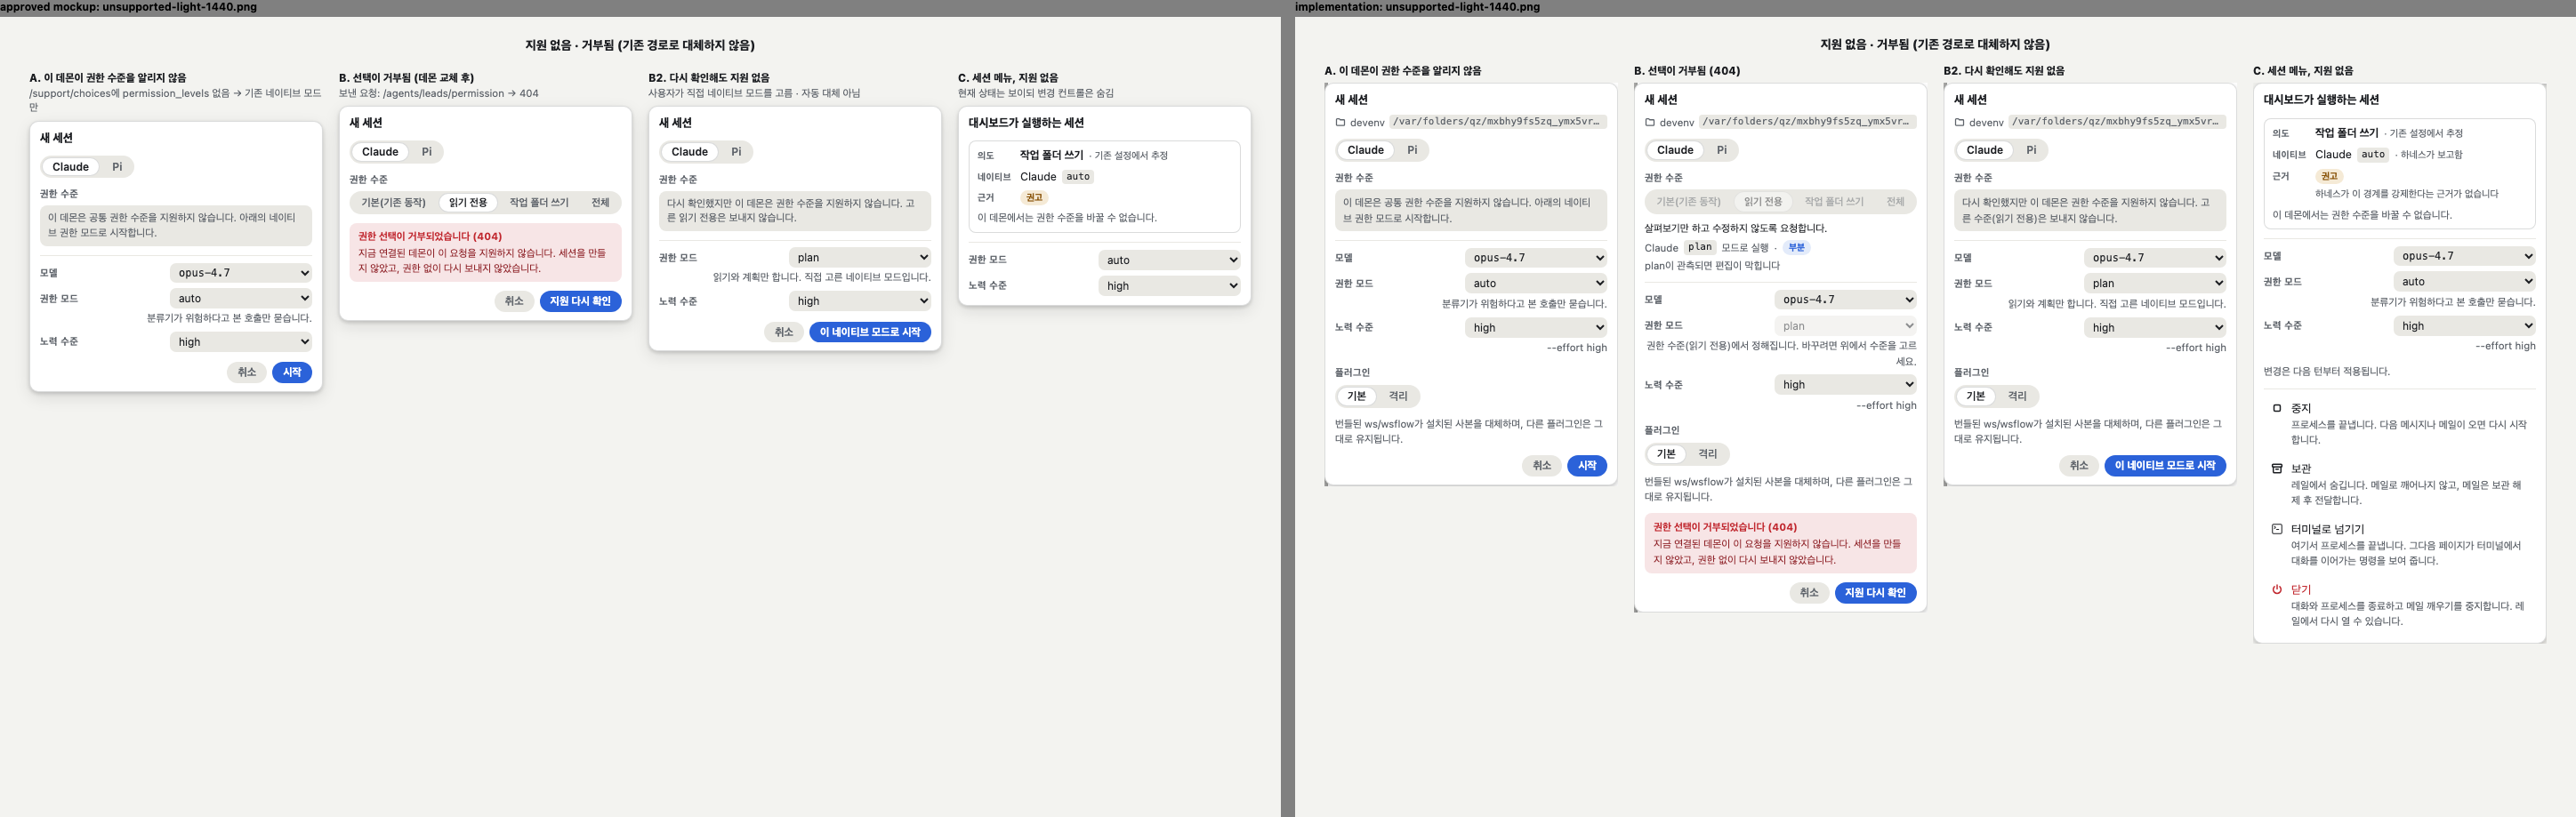 approved mockup: unsupported-light-1440.png
지원 없음 · 거부됨 (기존 경로로 대체하지 않음)
A. 이 데몬이 권한 수준을 알리지 않음
/support/choices에 permission_levels 없음 → 기존 네이티브 모드
만
새 세션
Claude Pi
권한 수준
이 데몬은 공통 권한 수준을 지원하지 않습니다. 아래의 네이티
브 권한 모드로 시작합니다.
모델 opus-4.7
권한 모드 auto
분류기가 위험하다고 본 호출만 묻습니다.
노력 수준 high
취소 시작
B. 선택이 거부됨 (데몬 교체 후)
보낸 요청: /agents/leads/permission → 404
새 세션
Claude Pi
권한 수준
기본(기존 동작) 읽기 전용 작업 폴더 쓰기 전체
권한 선택이 거부되었습니다 (404)
지금 연결된 데몬이 이 요청을 지원하지 않습니다. 세션을 만들
지 않았고, 권한 없이 다시 보내지 않았습니다.
취소 지원 다시 확인
B2. 다시 확인해도 지원 없음
사용자가 직접 네이티브 모드를 고름 · 자동 대체 아님
새 세션
Claude Pi
권한 수준
다시 확인했지만 이 데몬은 권한 수준을 지원하지 않습니다. 고
른 읽기 전용은 보내지 않습니다.
권한 모드 plan
읽기와 계획만 합니다. 직접 고른 네이티브 모드입니다.
노력 수준 high
취소 이 네이티브 모드로 시작
C. 세션 메뉴, 지원 없음
현재 상태는 보이되 변경 컨트롤은 숨김
대시보드가 실행하는 세션
의도 작업 폴더 쓰기 · 기존 설정에서 추정
네이티브 Claude auto
근거 권고
이 데몬에서는 권한 수준을 바꿀 수 없습니다.
권한 모드 auto
노력 수준 high
implementation: unsupported-light-1440.png
지원 없음 · 거부됨 (기존 경로로 대체하지 않음)
A. 이 데몬이 권한 수준을 알리지 않음
새 세션
devenv /var/folders/qz/mxbhy9fs5zq_ymx5vr…
Claude Pi
권한 수준
이 데몬은 공통 권한 수준을 지원하지 않습니다. 아래의 네이티
브 권한 모드로 시작합니다.
모델 opus-4.7
권한 모드 auto
분류기가 위험하다고 본 호출만 묻습니다.
노력 수준 high
--effort high
플러그인
기본 격리
번들된 ws/wsflow가 설치된 사본을 대체하며, 다른 플러그인은 그
대로 유지됩니다.
취소 시작
B. 선택이 거부됨 (404)
새 세션
devenv /var/folders/qz/mxbhy9fs5zq_ymx5vr…
Claude Pi
권한 수준
기본(기존 동작) 읽기 전용 작업 폴더 쓰기 전체
살펴보기만 하고 수정하지 않도록 요청합니다.
Claude plan 모드로 실행 · 부분
plan이 관측되면 편집이 막힙니다
모델 opus-4.7
권한 모드 plan
권한 수준(읽기 전용)에서 정해집니다. 바꾸려면 위에서 수준을 고르
세요.
노력 수준 high
--effort high
플러그인
기본 격리
번들된 ws/wsflow가 설치된 사본을 대체하며, 다른 플러그인은 그
대로 유지됩니다.
권한 선택이 거부되었습니다 (404)
지금 연결된 데몬이 이 요청을 지원하지 않습니다. 세션을 만들
지 않았고, 권한 없이 다시 보내지 않았습니다.
취소 지원 다시 확인
B2. 다시 확인해도 지원 없음
새 세션
devenv /var/folders/qz/mxbhy9fs5zq_ymx5vr…
Claude Pi
권한 수준
다시 확인했지만 이 데몬은 권한 수준을 지원하지 않습니다. 고
른 수준(읽기 전용)은 보내지 않습니다.
모델 opus-4.7
권한 모드 plan
읽기와 계획만 합니다. 직접 고른 네이티브 모드입니다.
노력 수준 high
--effort high
플러그인
기본 격리
번들된 ws/wsflow가 설치된 사본을 대체하며, 다른 플러그인은 그
대로 유지됩니다.
취소 이 네이티브 모드로 시작
C. 세션 메뉴, 지원 없음
대시보드가 실행하는 세션
의도 작업 폴더 쓰기 · 기존 설정에서 추정
네이티브 Claude auto · 하네스가 보고함
근거 권고
하네스가 이 경계를 강제한다는 근거가 없습니다
이 데몬에서는 권한 수준을 바꿀 수 없습니다.
모델 opus-4.7
권한 모드 auto
분류기가 위험하다고 본 호출만 묻습니다.
노력 수준 high
--effort high
변경은 다음 턴부터 적용됩니다.
중지
프로세스를 끝냅니다. 다음 메시지나 메일이 오면 다시 시작
합니다.
보관
레일에서 숨깁니다. 메일로 깨어나지 않고, 메일은 보관 해
제 후 전달합니다.
터미널로 넘기기
여기서 프로세스를 끝냅니다. 그다음 페이지가 터미널에서
대화를 이어가는 명령을 보여 줍니다.
닫기
대화와 프로세스를 종료하고 메일 깨우기를 중지합니다. 레
일에서 다시 열 수 있습니다.